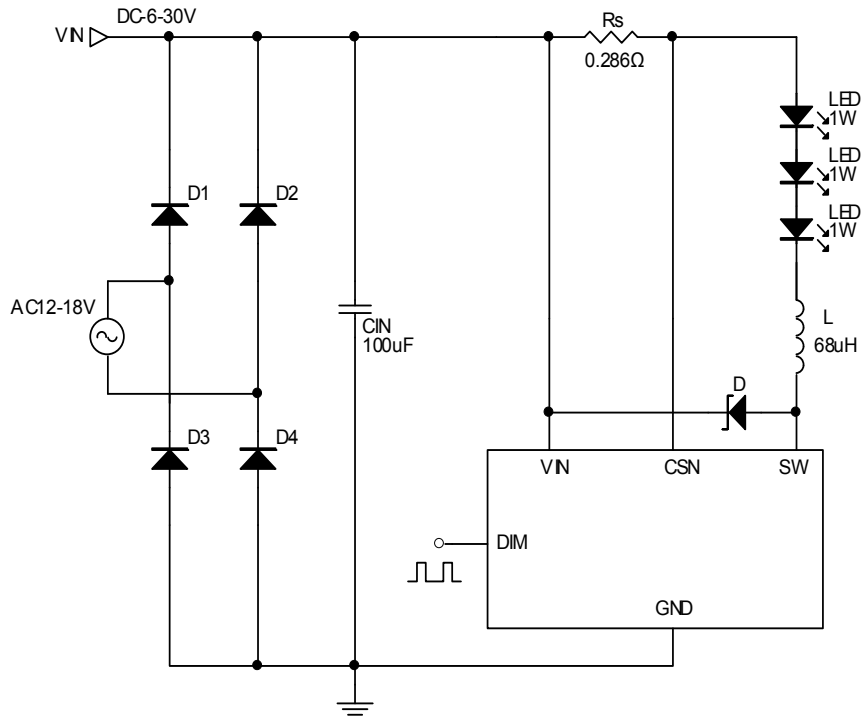 DC-6-30V
VIN
Rs
0.286Ω
LED
1W
LED
1W
LED
1W
D1
D2
AC12-18V
CIN
100uF
L
68uH
D
D3
D4
VIN
CSN
SW
DIM
GND